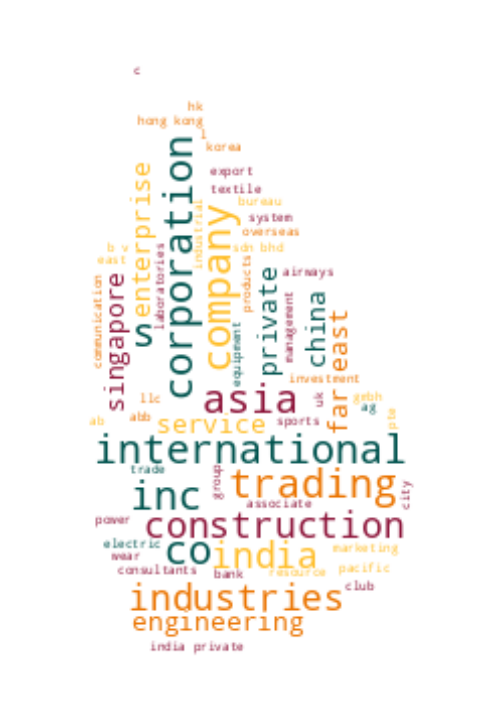 c
hk
hong kong
l
korea
corporation
enterprise
export
textile
bureau
industrial
company
system
overseas
b v
sdn bhd
east
laboratories
products
airways
private
singapore
communication
s
management
china
far east
equipment
investment
asia
uk
llc
gmbh
ag
abb
ab
service
sports
pte
international
trade
group
trading
inc
city
associate
power
construction
electric
co
india
marketing
wear
consultants
bank
resource
pacific
club
industries
engineering
india private